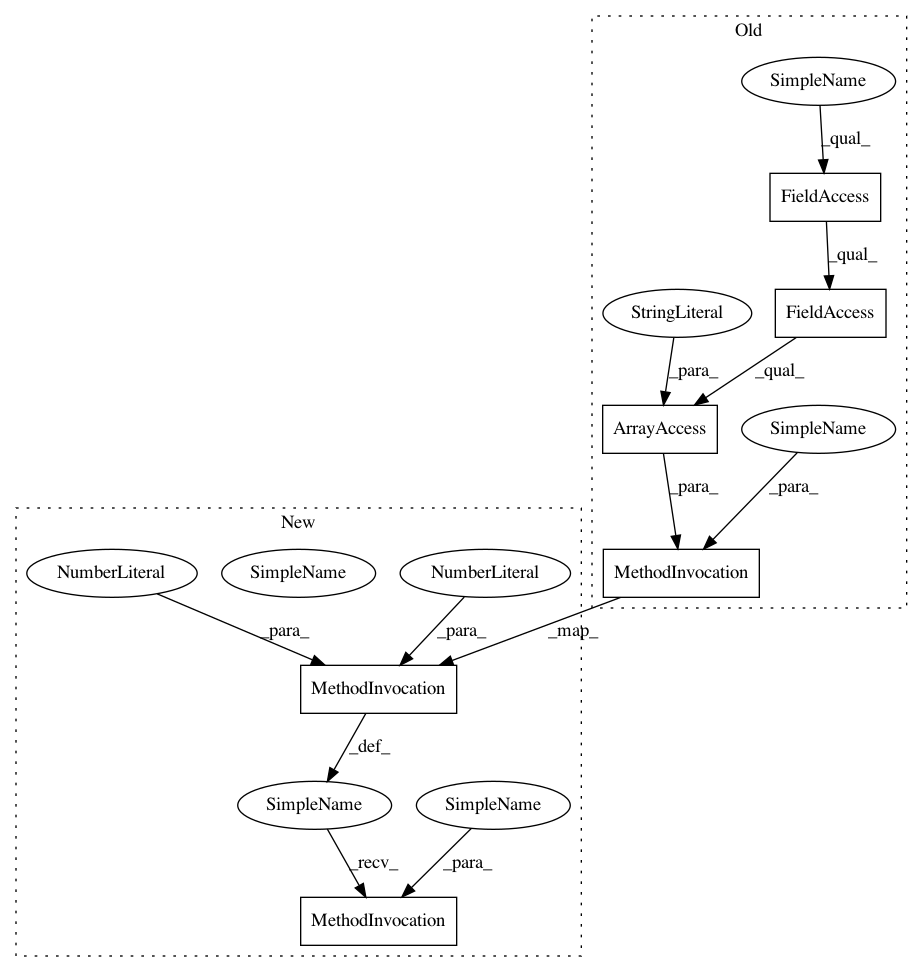 Old
SimpleName
_qual_
FieldAccess
_qual_
StringLiteral
FieldAccess
_para_
_qual_
ArrayAccess
SimpleName
_para_
_para_
New
NumberLiteral
SimpleName
NumberLiteral
MethodInvocation
_para_
_para_
_map_
MethodInvocation
_def_
SimpleName
SimpleName
_recv_
_para_
MethodInvocation